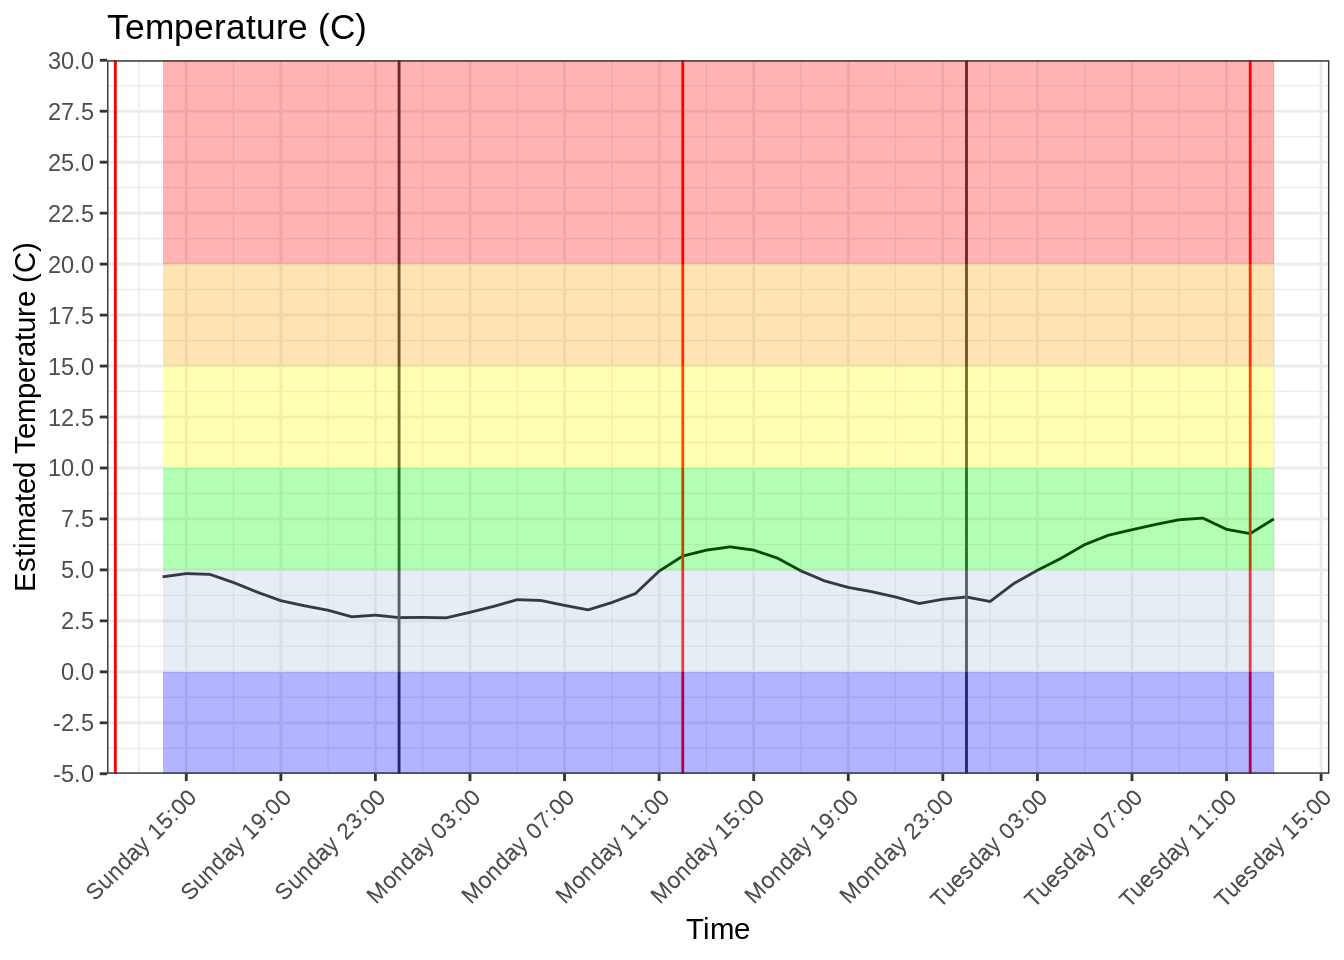 Temperature (C)
Estimated Temperature (C)
30.0
27.5
25.0
22.5
20.0
17.5
15.0
12.5
10.0
7.5
5.0
2.5
0.0
-2.5
-5.0
Sunday 15:00
Sunday 19:00
Sunday 23:00
Monday 03:00
Monday 07:00
Monday 11:00
Monday 15:00
Monday 19:00
Monday 23:00
Tuesday 03:00
Tuesday 07:00
Tuesday 11:00
Tuesday 15:00
Time